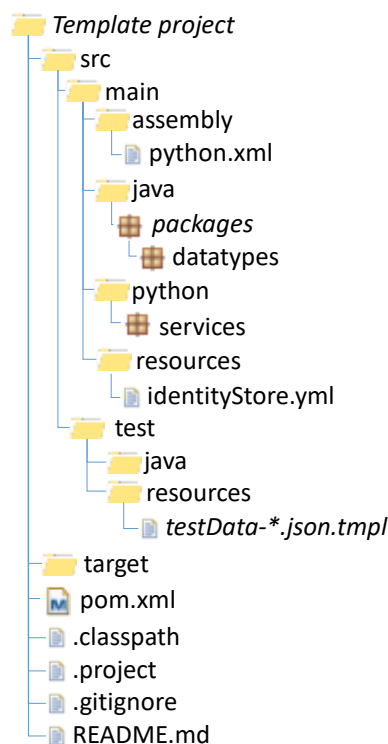 Template project
src
main
assembly
python.xml
java
packages
datatypes
python
services
resources
identityStore.yml
test
java
resources
testData-*.json.tmpl
target
M pom.xml
.classpath
.project
.gitignore
README.md